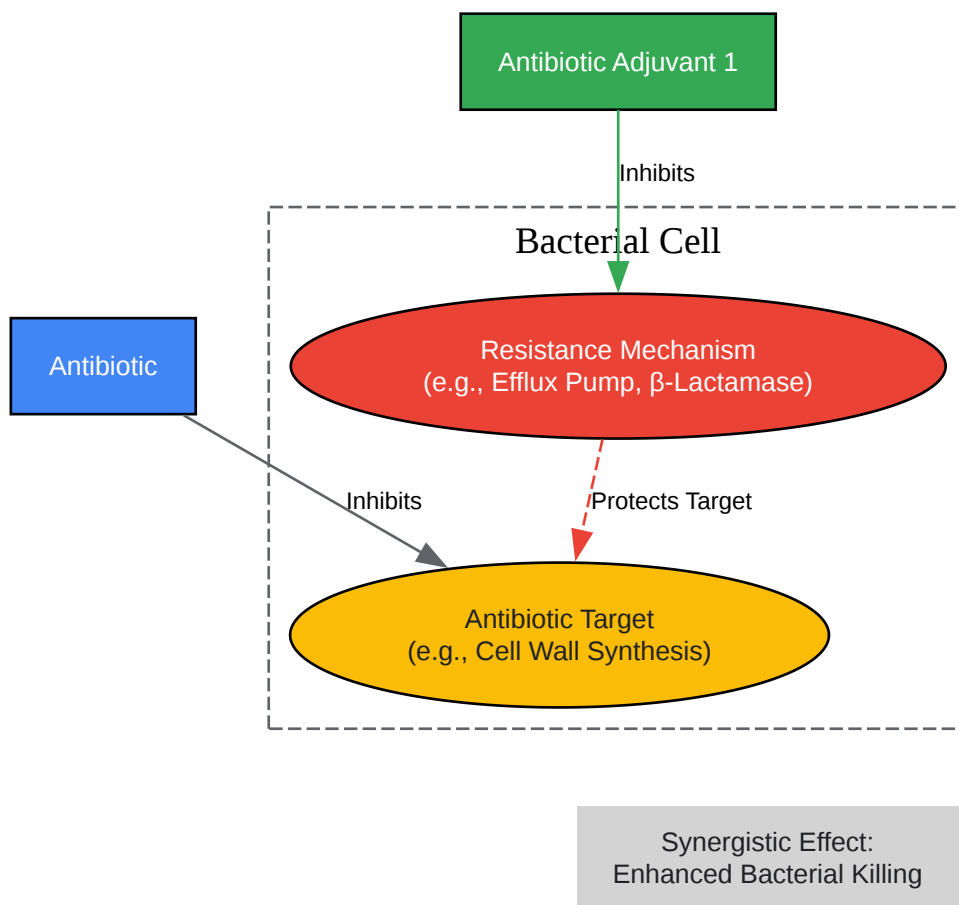 Antibiotic Adjuvant 1
Inhibits
Bacterial Cell
Antibiotic
Resistance Mechanism
(e.g., Efflux Pump, β-Lactamase)
Inhibits
Protects Target
Antibiotic Target
(e.g., Cell Wall Synthesis)
Synergistic Effect:
Enhanced Bacterial Killing